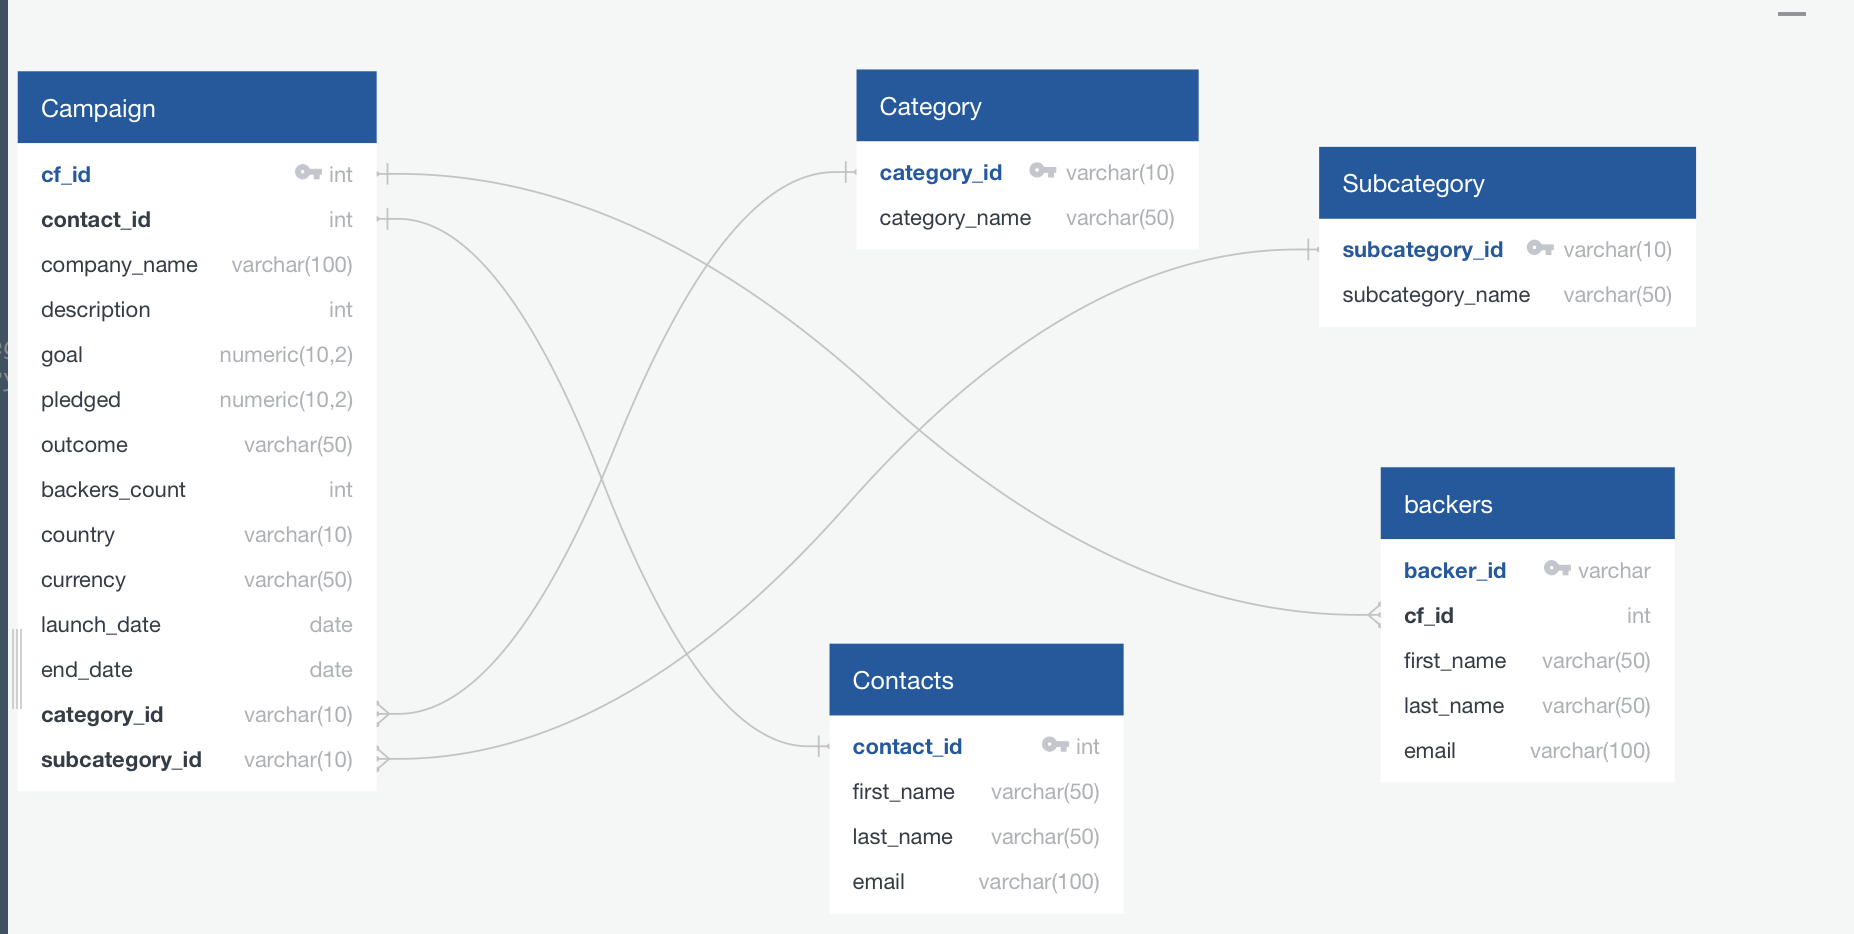 Campaign
cf_id int
contact_id int
company_name varchar(100)
description int
goal numeric(10,2)
pledged numeric(10,2)
outcome varchar(50)
backers_count int
country varchar(10)
currency varchar(50)
launch_date date
end_date date
category_id varchar(10)
subcategory_id varchar(10)
Category
category_id varchar(10)
category_name varchar(50)
Subcategory
subcategory_id varchar(10)
subcategory_name varchar(50)
Contacts
contact_id int
first_name varchar(50)
last_name varchar(50)
email varchar(100)
backers
backer_id varchar
cf_id int
first_name varchar(50)
last_name varchar(50)
email varchar(100)